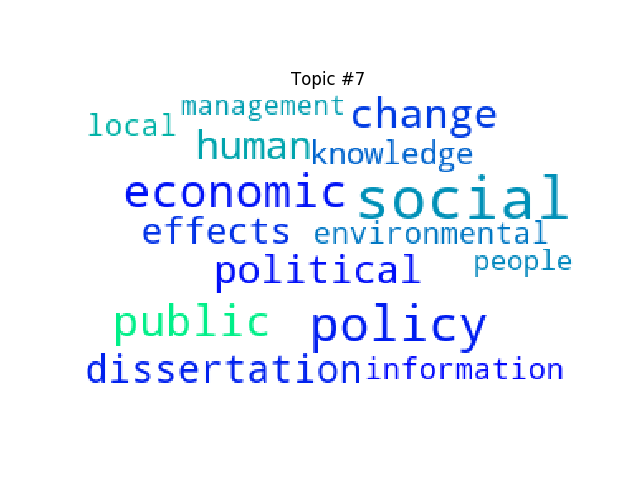 Topic #7
management change
local
human knowledge
economic social
effects environmental
political people
public policy
dissertation information